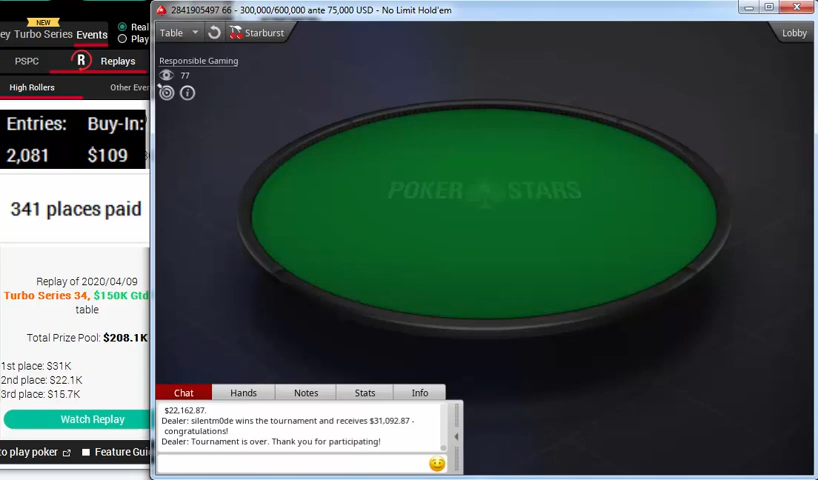 2841905497 66 - 300,000/600,000 ante 75,000 USD - No Limit Hold'em
NEW
ey Turbo Series Events
Real
Play
PSPC
R Replays
High Rollers
Other Ever
Entries: Buy-In:
2,081 $109
341 places paid
Replay of 2020/04/09
Turbo Series 34, $150K Gtd
table
Total Prize Pool: $208.1K
1st place: $31K
2nd place: $22.1K
3rd place: $15.7K
Watch Replay
to play poker
Feature Gui
Table
Starburst
Lobby
Responsible Gaming
77
POKER STARS
Chat Hands Notes Stats Info
$22,162.87.
Dealer: silentm0de wins the tournament and receives $31,092.87 -
congratulations!
Dealer: Tournament is over. Thank you for participating!